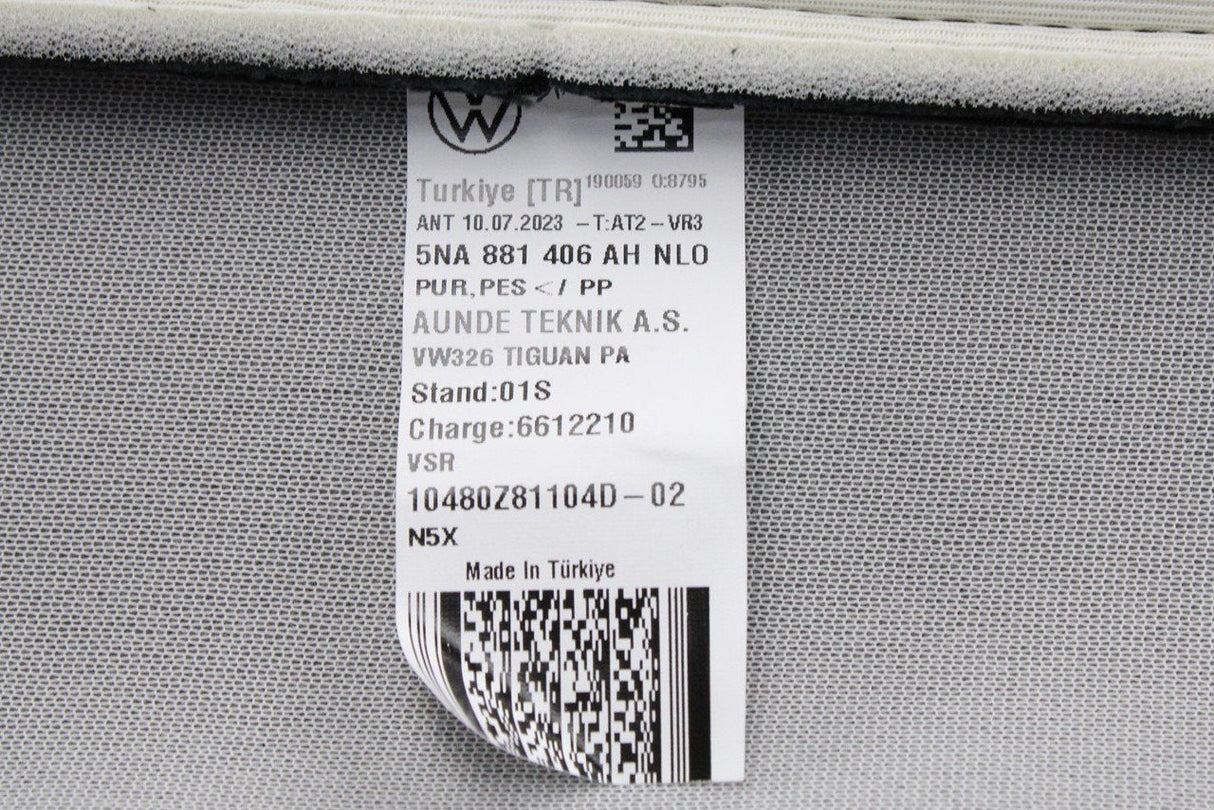 Turkiye [TR] 190059 0:8795
ANT 10.07.2023 -T:AT2-VR3
5NA 881 406 AH NLO
PUR,PES </ PP
AUNDE TEKNIK A.S.
VW326 TIGUAN PA
Stand:01S
Charge:6612210
VSR
10480Z81104D-02
N5X
Made In Türkiye